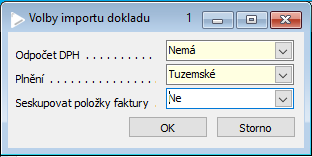 Volby importu dokladu 1
Odpočet DPH . . . . . . . . . . Nemá
Plnění . . . . . . . . . . . . . . Tuzemské
Seskupovat položky faktury . Ne
OK Storno